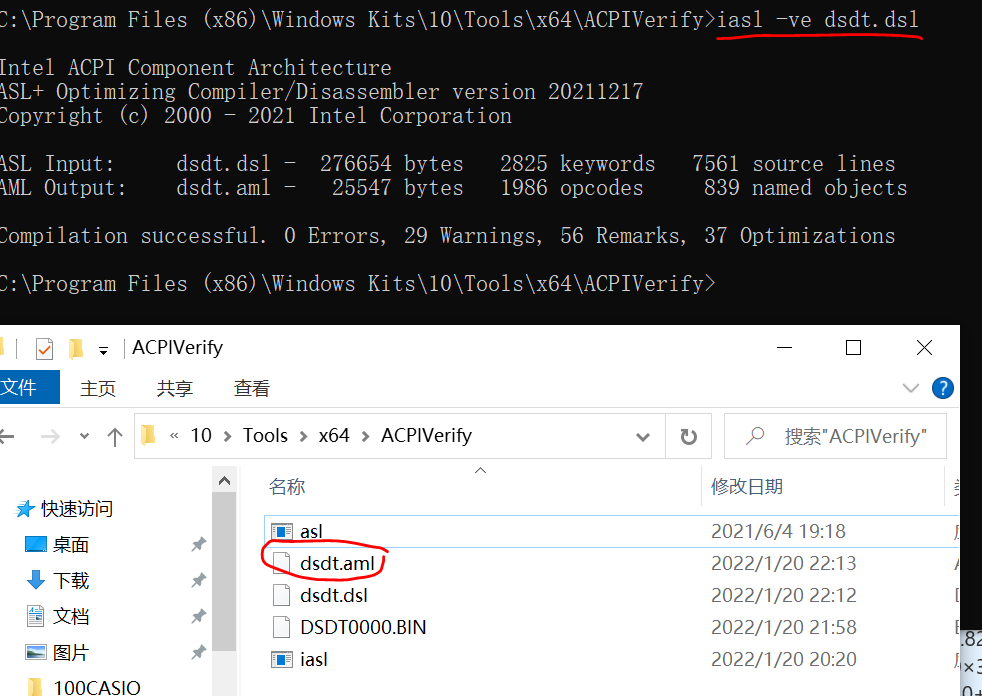 C:\Program Files (x86)\Windows Kits\10\Tools\x64\ACPIVerify>iasl -ve dsdt.dsl
Intel ACPI Component Architecture
ASL+ Optimizing Compiler/Disassembler version 20211217
Copyright (c) 2000 - 2021 Intel Corporation
ASL Input:     dsdt.dsl -  276654 bytes   2825 keywords   7561 source lines
AML Output:    dsdt.aml -   25547 bytes   1986 opcodes     839 named objects
Compilation successful. 0 Errors, 29 Warnings, 56 Remarks, 37 Optimizations
C:\Program Files (x86)\Windows Kits\10\Tools\x64\ACPIVerify>
ACPIVerify
文件 主页 共享 查看
« 10 > Tools > x64 > ACPIVerify 搜索"ACPIVerify"
名称 修改日期
快速访问
桌面
下载
文档
图片
100CASIO
asl 2021/6/4 19:18
dsdt.aml 2022/1/20 22:13
dsdt.dsl 2022/1/20 22:12
DSDT0000.BIN 2022/1/20 21:58
iasl 2022/1/20 20:20